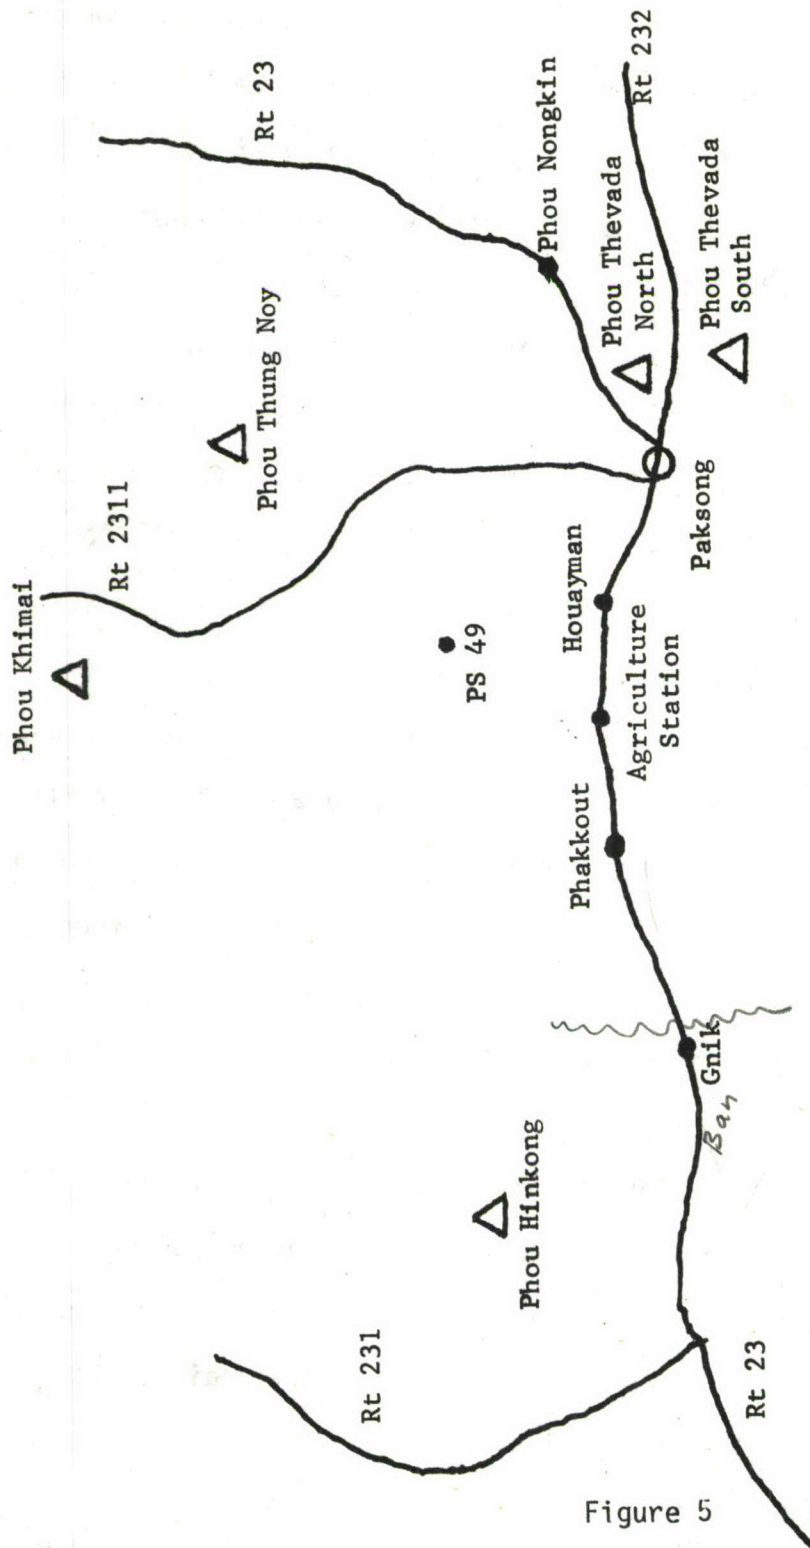 Phou Khimai
Rt 2311
Rt 23
Phou Thung Noy
Rt 231
Phou Hinkong
PS 49
Phou Nongkin
Rt 232
Phou Thevada
North
Phou Thevada
South
Houayman
Phakkout
Agriculture
Station
Paksong
Gnik
Ban
Rt 23
Figure 5